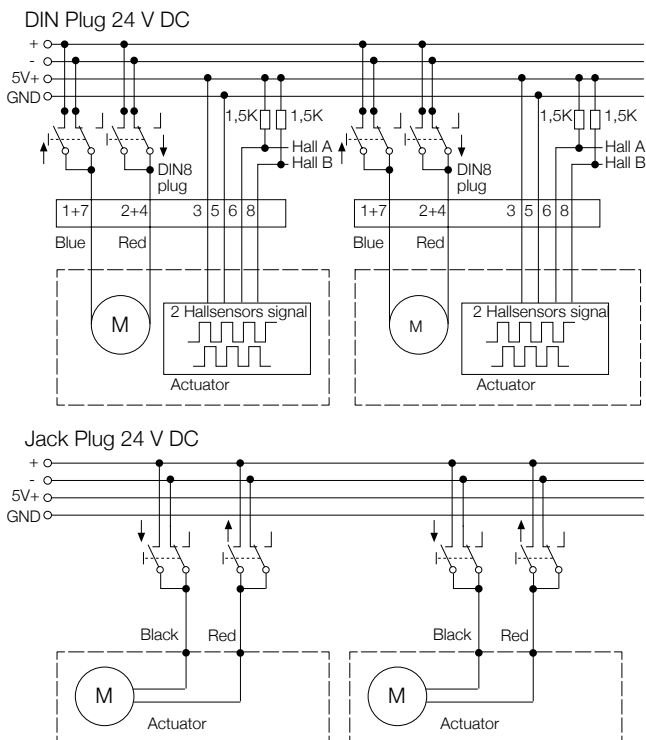 DIN Plug 24 V DC
+
-
5V+
GND
1,5K 1,5K 1,5K 1,5K
Hall A Hall A
Hall B Hall B
DIN8 plug DIN8 plug
1+7 2+4 3 5 6 8 1+7 2+4 3 5 6 8
Blue Red Blue Red
M 2 Hallsensors signal M 2 Hallsensors signal
Actuator Actuator
Jack Plug 24 V DC
+
-
5V+
GND
Black Red Black Red
M M
Actuator Actuator